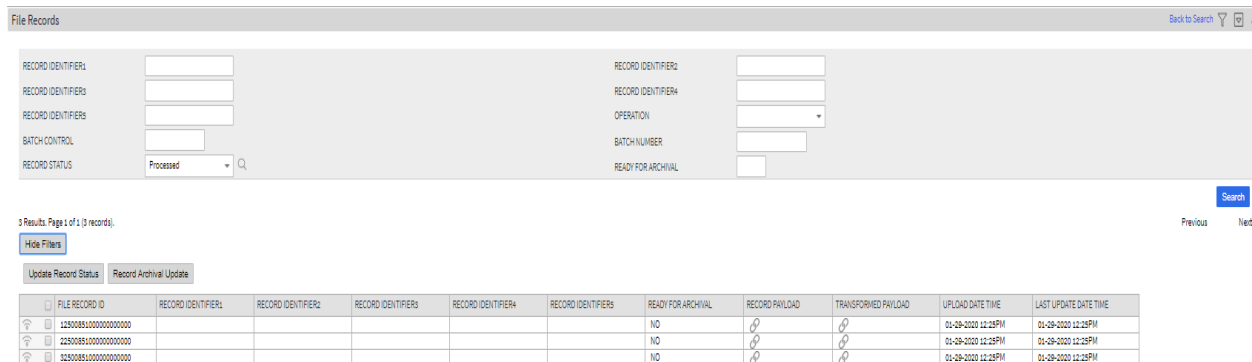 File Records Back to Search
RECORD IDENTIFIER1 RECORD IDENTIFIER2
RECORD IDENTIFIER3 RECORD IDENTIFIER4
RECORD IDENTIFIER5 OPERATION
BATCH CONTROL BATCH NUMBER
RECORD STATUS Processed READY FOR ARCHIVAL
Search
3 Results. Page 1 of 1 (3 records). Previous Next
Hide Filters
Update Record Status Record Archival Update
FILE RECORD ID RECORD IDENTIFIER1 RECORD IDENTIFIER2 RECORD IDENTIFIER3 RECORD IDENTIFIER4 RECORD IDENTIFIER5 READY FOR ARCHIVAL RECORD PAYLOAD TRANSFORMED PAYLOAD UPLOAD DATE TIME LAST UPDATE DATE TIME
12500851000000000000 NO 01-29-2020 12:25PM 01-29-2020 12:25PM
22500851000000000000 NO 01-29-2020 12:25PM 01-29-2020 12:25PM
32500851000000000000 NO 01-29-2020 12:25PM 01-29-2020 12:25PM